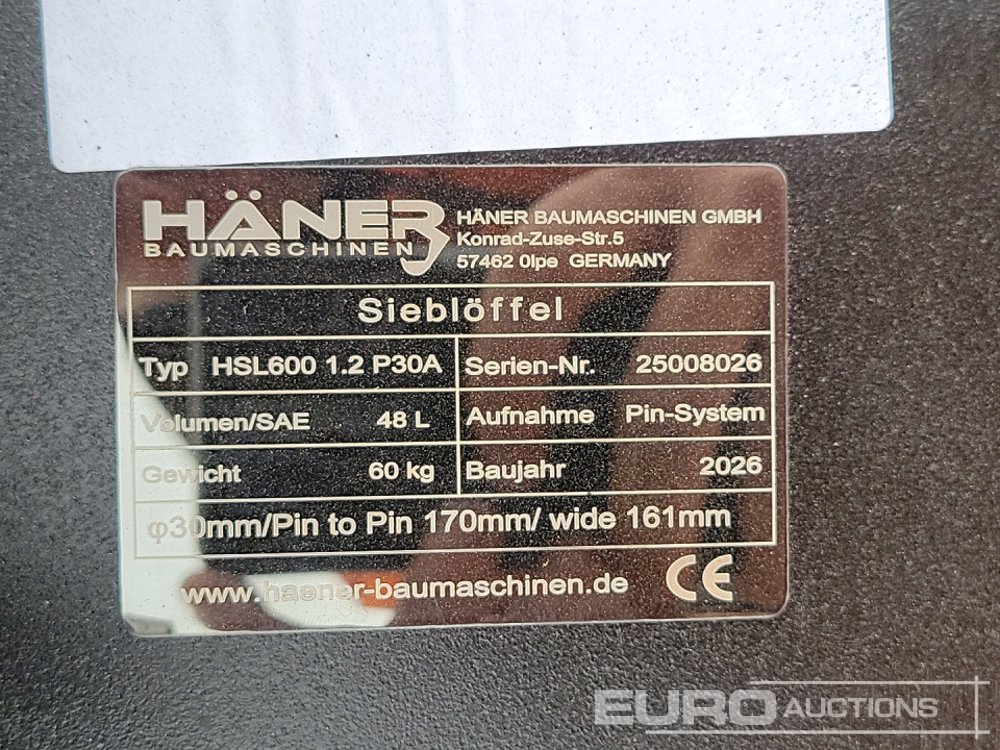 HÄNER
BAUMASCHINEN
HÄNER BAUMASCHINEN GMBH
Konrad-Zuse-Str.5
57462 Olpe GERMANY
Sieblöffel
Typ HSL600 1.2 P30A
Serien-Nr. 25008026
Volumen/SAE 48 L
Aufnahme Pin-System
Gewicht 60 kg
Baujahr 2026
φ30mm/Pin to Pin 170mm/ wide 161mm
www.haener-baumaschinen.de CE
EURO AUCTIONS